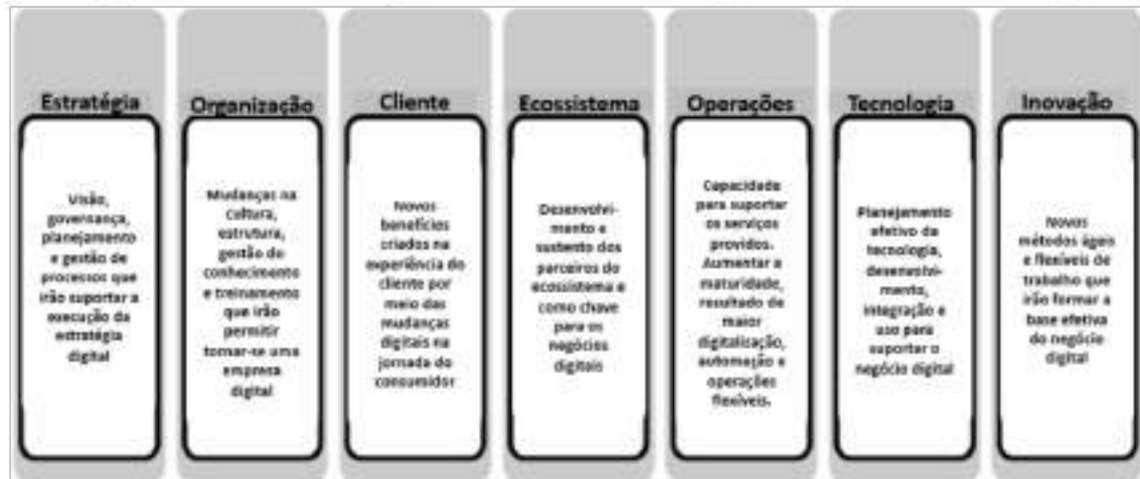 Estratégia
Visão,
governança,
planejamento
e gestão de
processos que
irão suportar a
execução da
estratégia
digital
Organização
Mudanças na
cultura,
estrutura,
gestão do
conhecimento
e treinamento
que irão
permitir
tornar-se uma
empresa
digital
Cliente
Novos
benefícios
criados na
experiência do
cliente por
meio das
mudanças
digitais na
jornada do
consumidor
Ecossistema
Desenvolvi-
mento e
sustento dos
parceiros do
ecossistema e
como chave
para os
negócios
digitais
Operações
Capacidade
para suportar
os serviços
providos.
Aumentar a
maturidade,
resultado de
maior
digitalização,
automação e
operações
flexíveis.
Tecnologia
Planejamento
efetivo da
tecnologia,
desenvolvi-
mento,
integração e
uso para
suportar o
negócio digital
Inovação
Novos
métodos ágeis
e flexíveis de
trabalho que
irão formar a
base efetiva
do negócio
digital